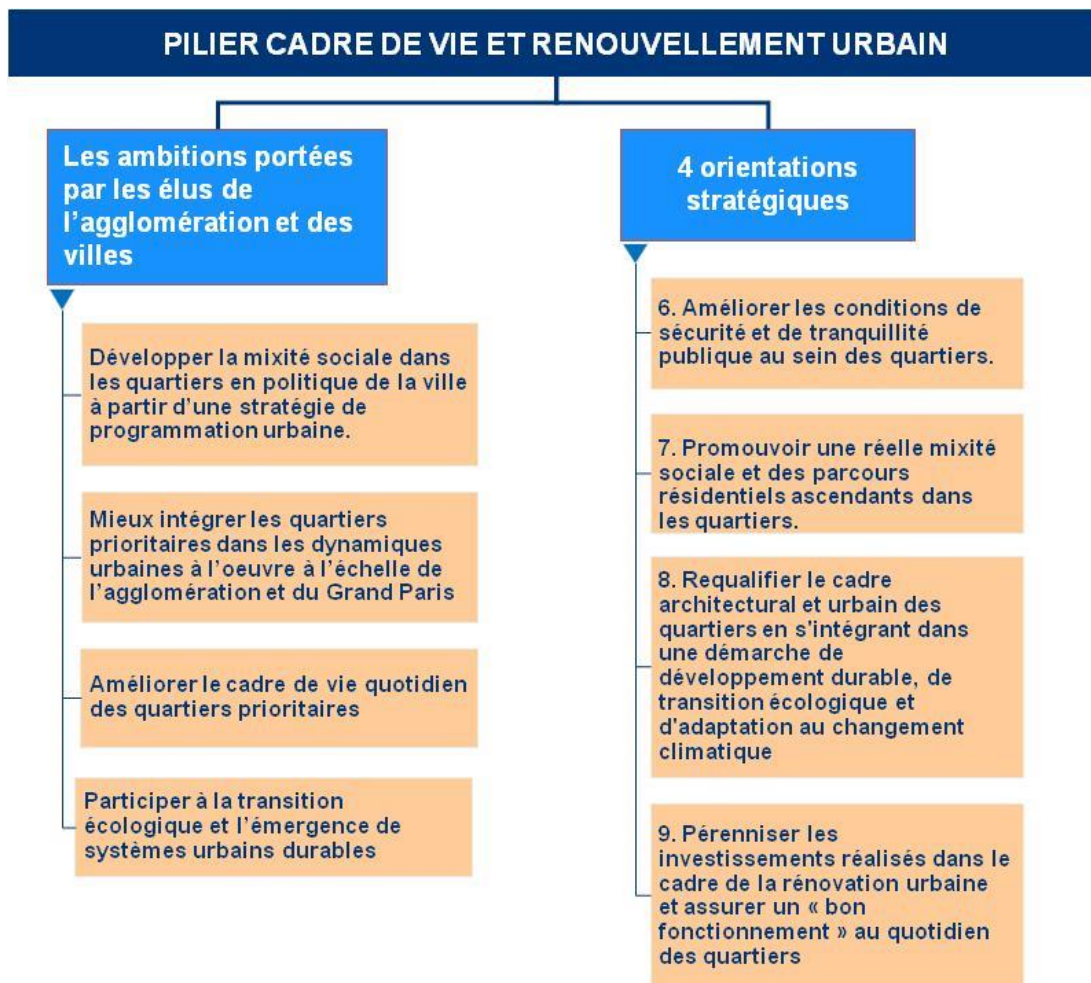 PILIER CADRE DE VIE ET RENOUVELLEMENT URBAIN
Les ambitions portées
par les élus de
l’agglomération et des
villes
Développer la mixité sociale dans
les quartiers en politique de la ville
à partir d’une stratégie de
programmation urbaine.
Mieux intégrer les quartiers
prioritaires dans les dynamiques
urbaines à l’oeuvre à l’échelle de
l’agglomération et du Grand Paris
Améliorer le cadre de vie quotidien
des quartiers prioritaires
Participer à la transition
écologique et l’émergence de
systèmes urbains durables
4 orientations
stratégiques
6. Améliorer les conditions de
sécurité et de tranquillité
publique au sein des quartiers.
7. Promouvoir une réelle mixité
sociale et des parcours
résidentiels ascendants dans
les quartiers.
8. Requalifier le cadre
architectural et urbain des
quartiers en s'intégrant dans
une démarche de
développement durable, de
transition écologique et
d'adaptation au changement
climatique
9. Pérenniser les
investissements réalisés dans le
cadre de la rénovation urbaine
et assurer un « bon
fonctionnement » au quotidien
des quartiers